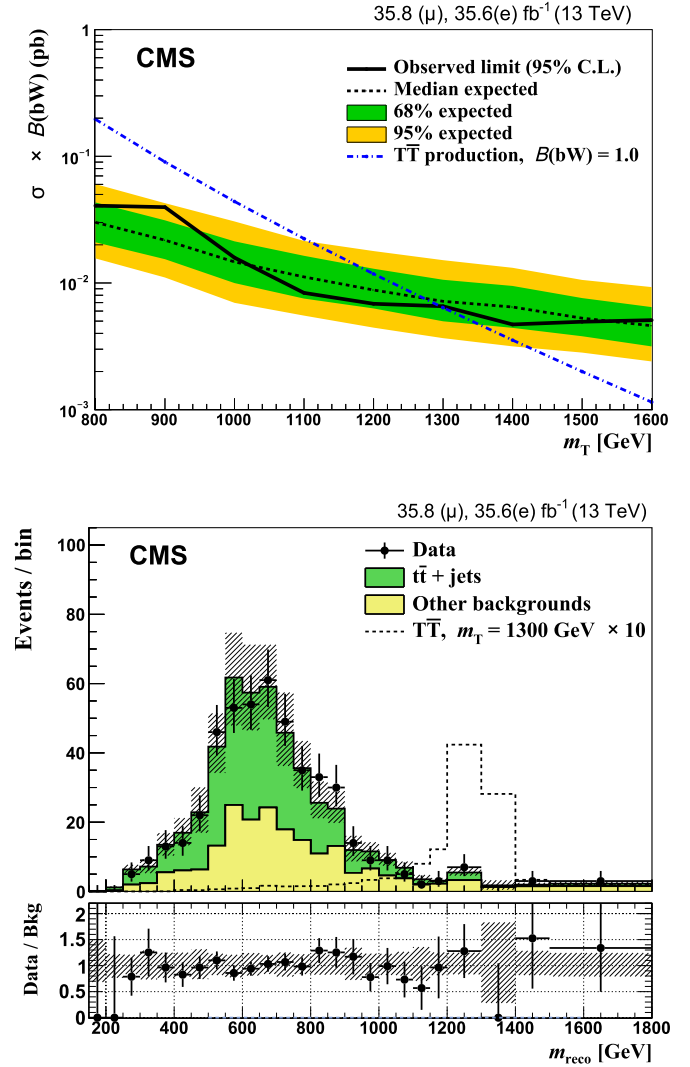 35.8 (μ), 35.6(e) fb⁻¹ (13 TeV)
CMS
σ × B(bW) (pb)
1
10⁻¹
10⁻²
10⁻³
Observed limit (95% C.L.)
Median expected
68% expected
95% expected
TT̅ production, B(bW) = 1.0
800 900 1000 1100 1200 1300 1400 1500 1600
m_T [GeV]
35.8 (μ), 35.6(e) fb⁻¹ (13 TeV)
CMS
Events / bin
100
80
60
40
20
0
Data
tt̅ + jets
Other backgrounds
TT̅, m_T = 1300 GeV × 10
Data / Bkg
2
1.5
1
0.5
0
200 400 600 800 1000 1200 1400 1600 1800
m_reco [GeV]